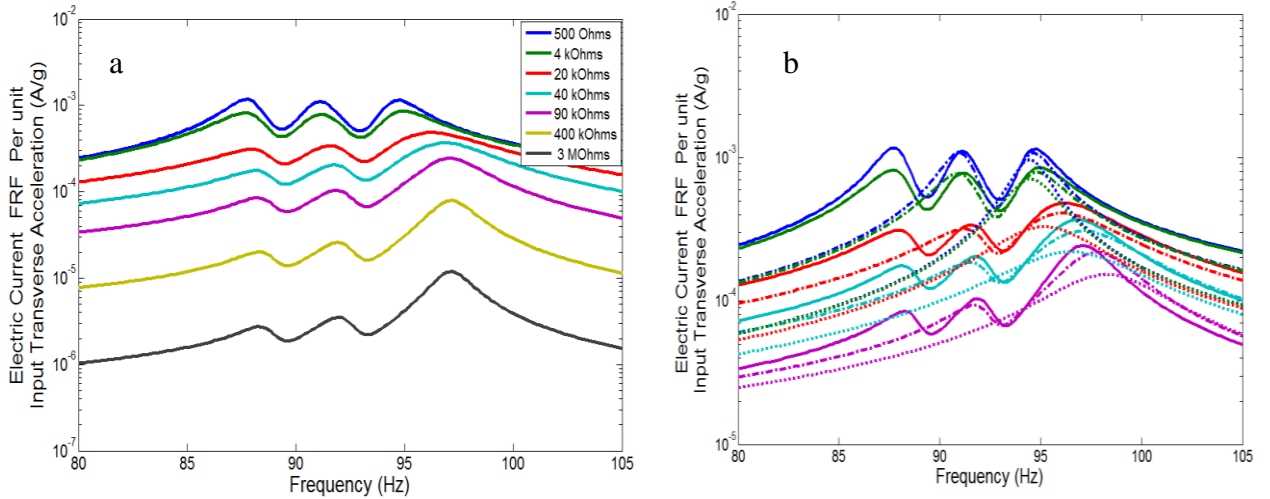 a
Electric Current FRF Per unit
Input Transverse Acceleration (A/g)
10^-2
10^-3
10^-4
10^-5
10^-6
10^-7
500 Ohms
4 kOhms
20 kOhms
40 kOhms
90 kOhms
400 kOhms
3 MOhms
80 85 90 95 100 105
Frequency (Hz)
b
Electric Current FRF Per unit
Input Transverse Acceleration (A/g)
10^-2
10^-3
10^-4
10^-5
80 85 90 95 100 105
Frequency (Hz)